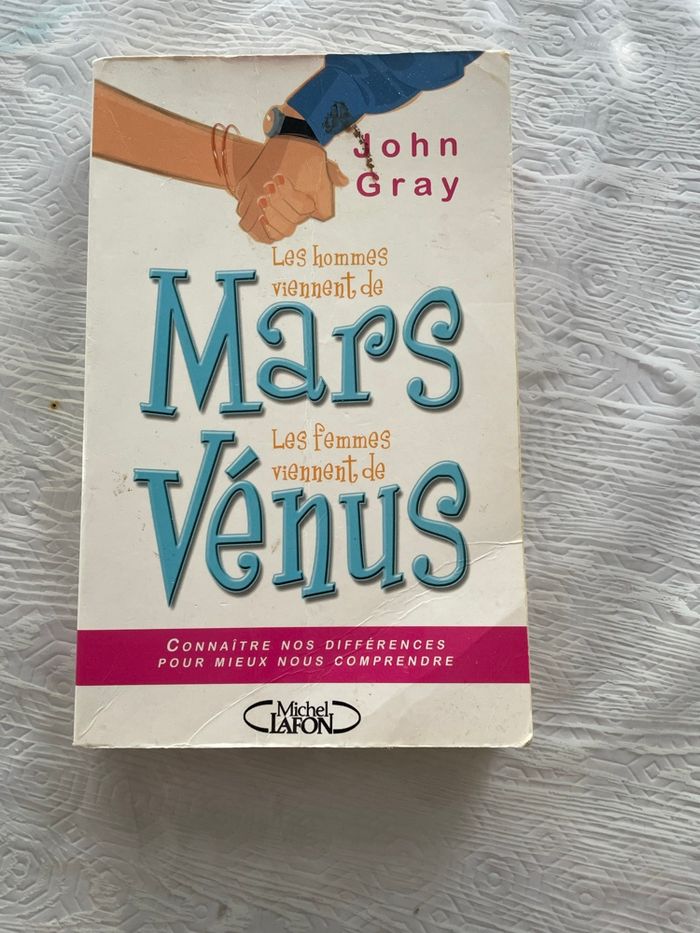 John
Gray
Les hommes
viennent de
Mars
Les femmes
viennent de
Vénus
CONNAÎTRE NOS DIFFÉRENCES
POUR MIEUX NOUS COMPRENDRE
Michel
LAFON